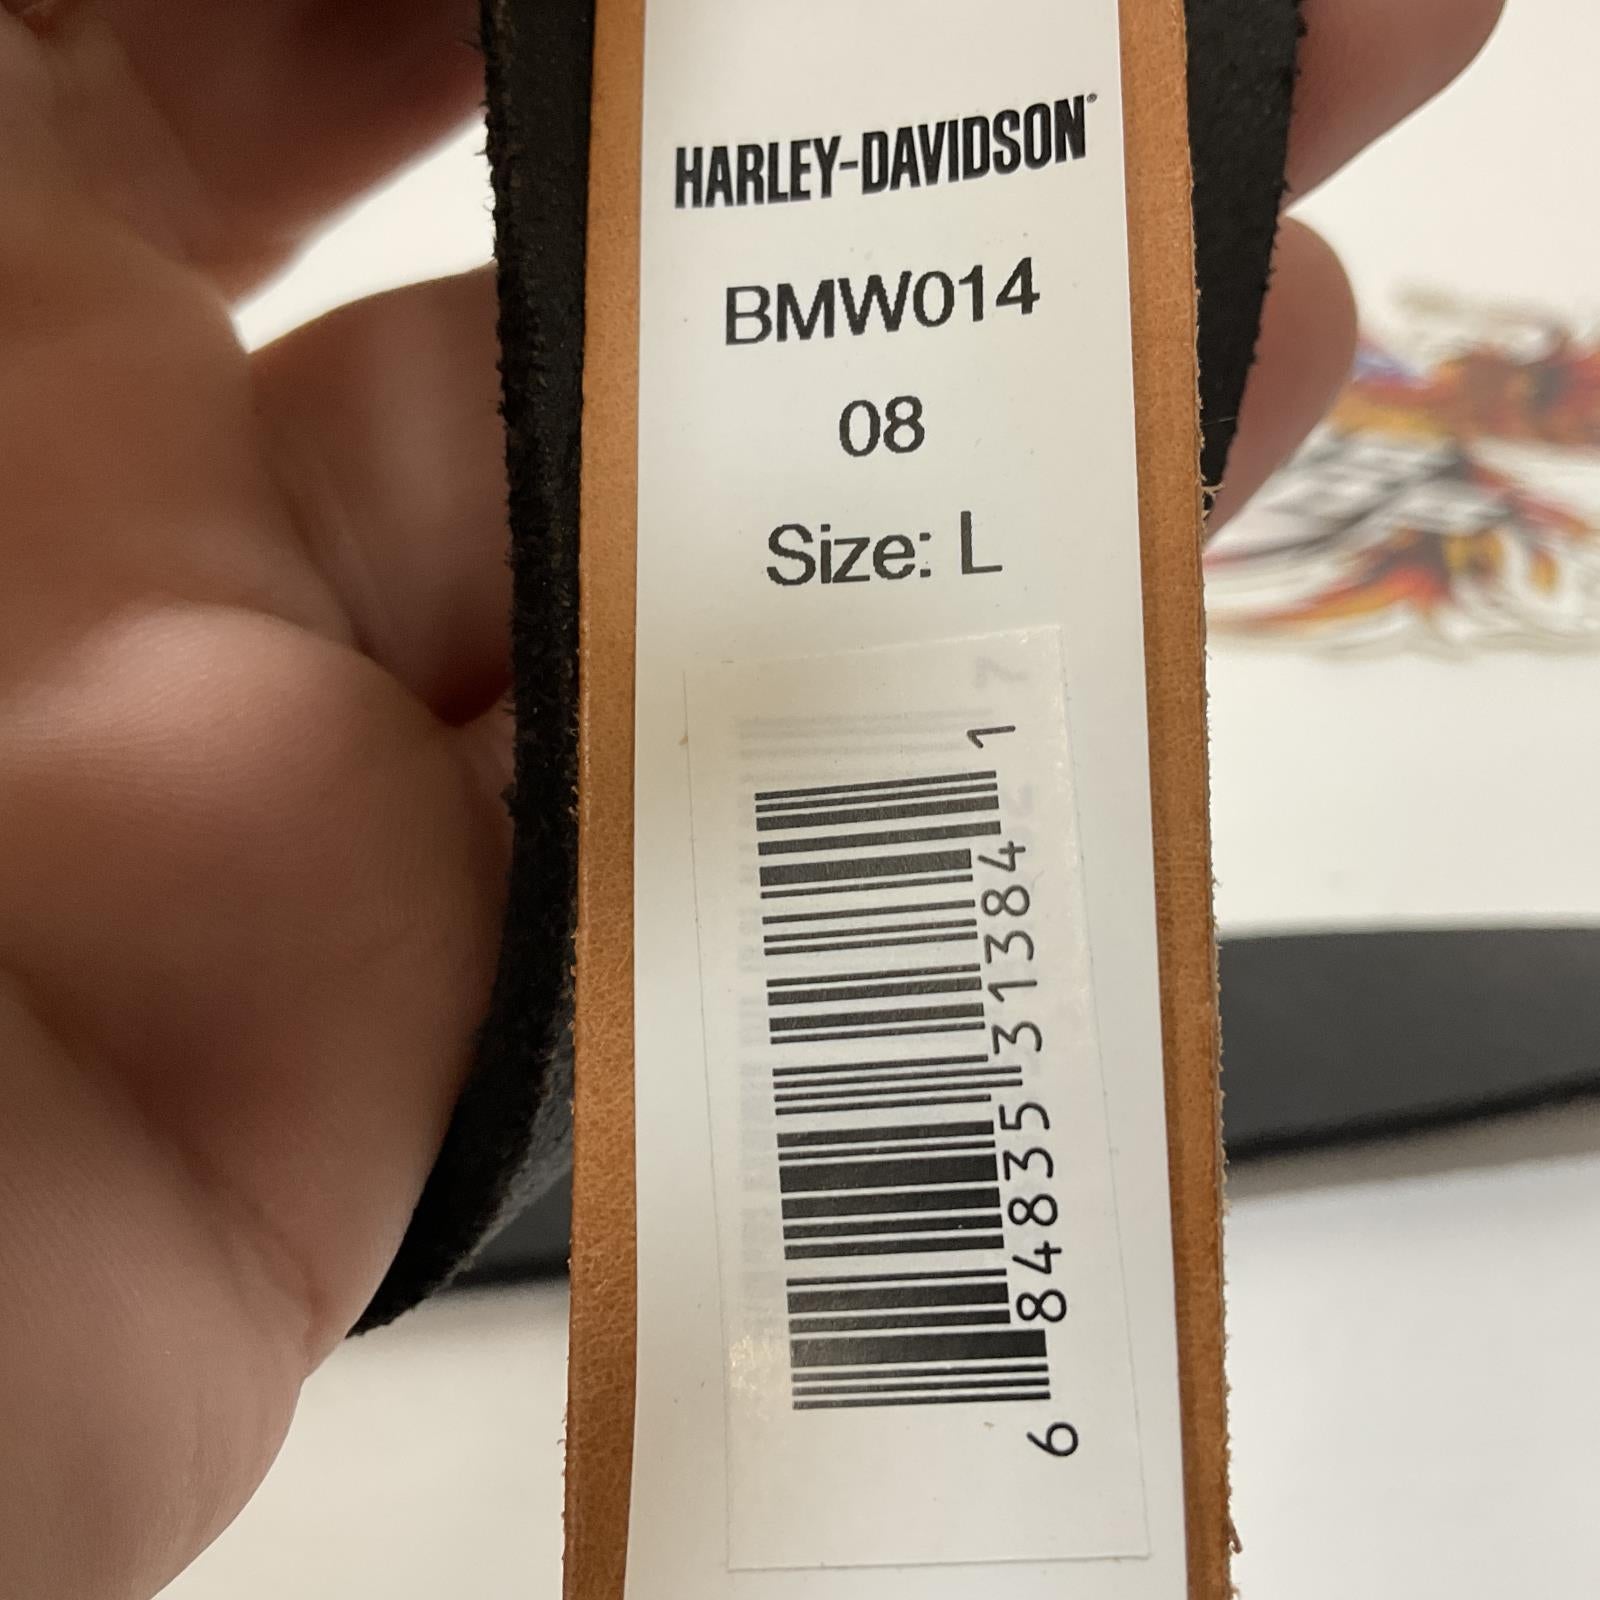 HARLEY-DAVIDSON®
BMW014
08
Size: L
6 84835 31384 1